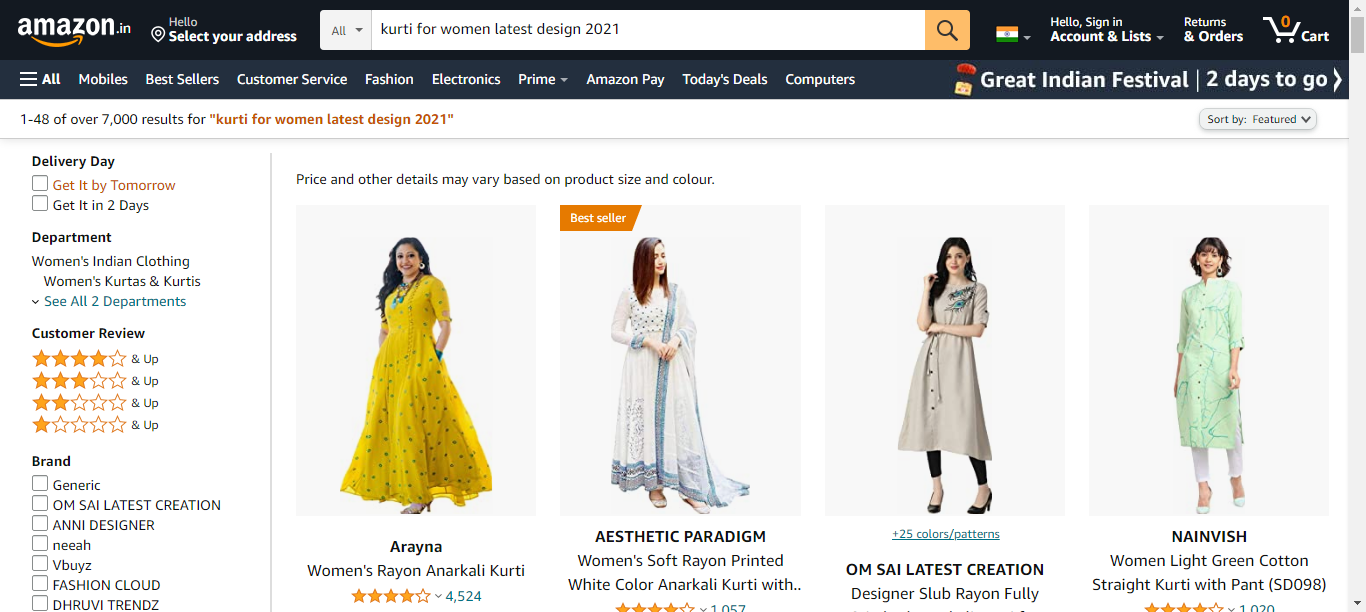 amazon.in
Hello
Select your address
All
kurti for women latest design 2021
Hello, Sign in
Account & Lists
Returns
& Orders
0
Cart
All
Mobiles
Best Sellers
Customer Service
Fashion
Electronics
Prime
Amazon Pay
Today's Deals
Computers
Great Indian Festival | 2 days to go
1-48 of over 7,000 results for "kurti for women latest design 2021"
Sort by: Featured
Delivery Day
Get It by Tomorrow
Get It in 2 Days
Department
Women's Indian Clothing
Women's Kurtas & Kurtis
See All 2 Departments
Customer Review
& Up
& Up
& Up
& Up
Brand
Generic
OM SAI LATEST CREATION
ANNI DESIGNER
neeah
Vbuyz
FASHION CLOUD
DHRUVI TRENDZ
Price and other details may vary based on product size and colour.
Arayna
Women's Rayon Anarkali Kurti
4,524
Best seller
AESTHETIC PARADIGM
Women's Soft Rayon Printed
White Color Anarkali Kurti with..
1,057
+25 colors/patterns
OM SAI LATEST CREATION
Designer Slub Rayon Fully
NAINVISH
Women Light Green Cotton
Straight Kurti with Pant (SD098)
1,020